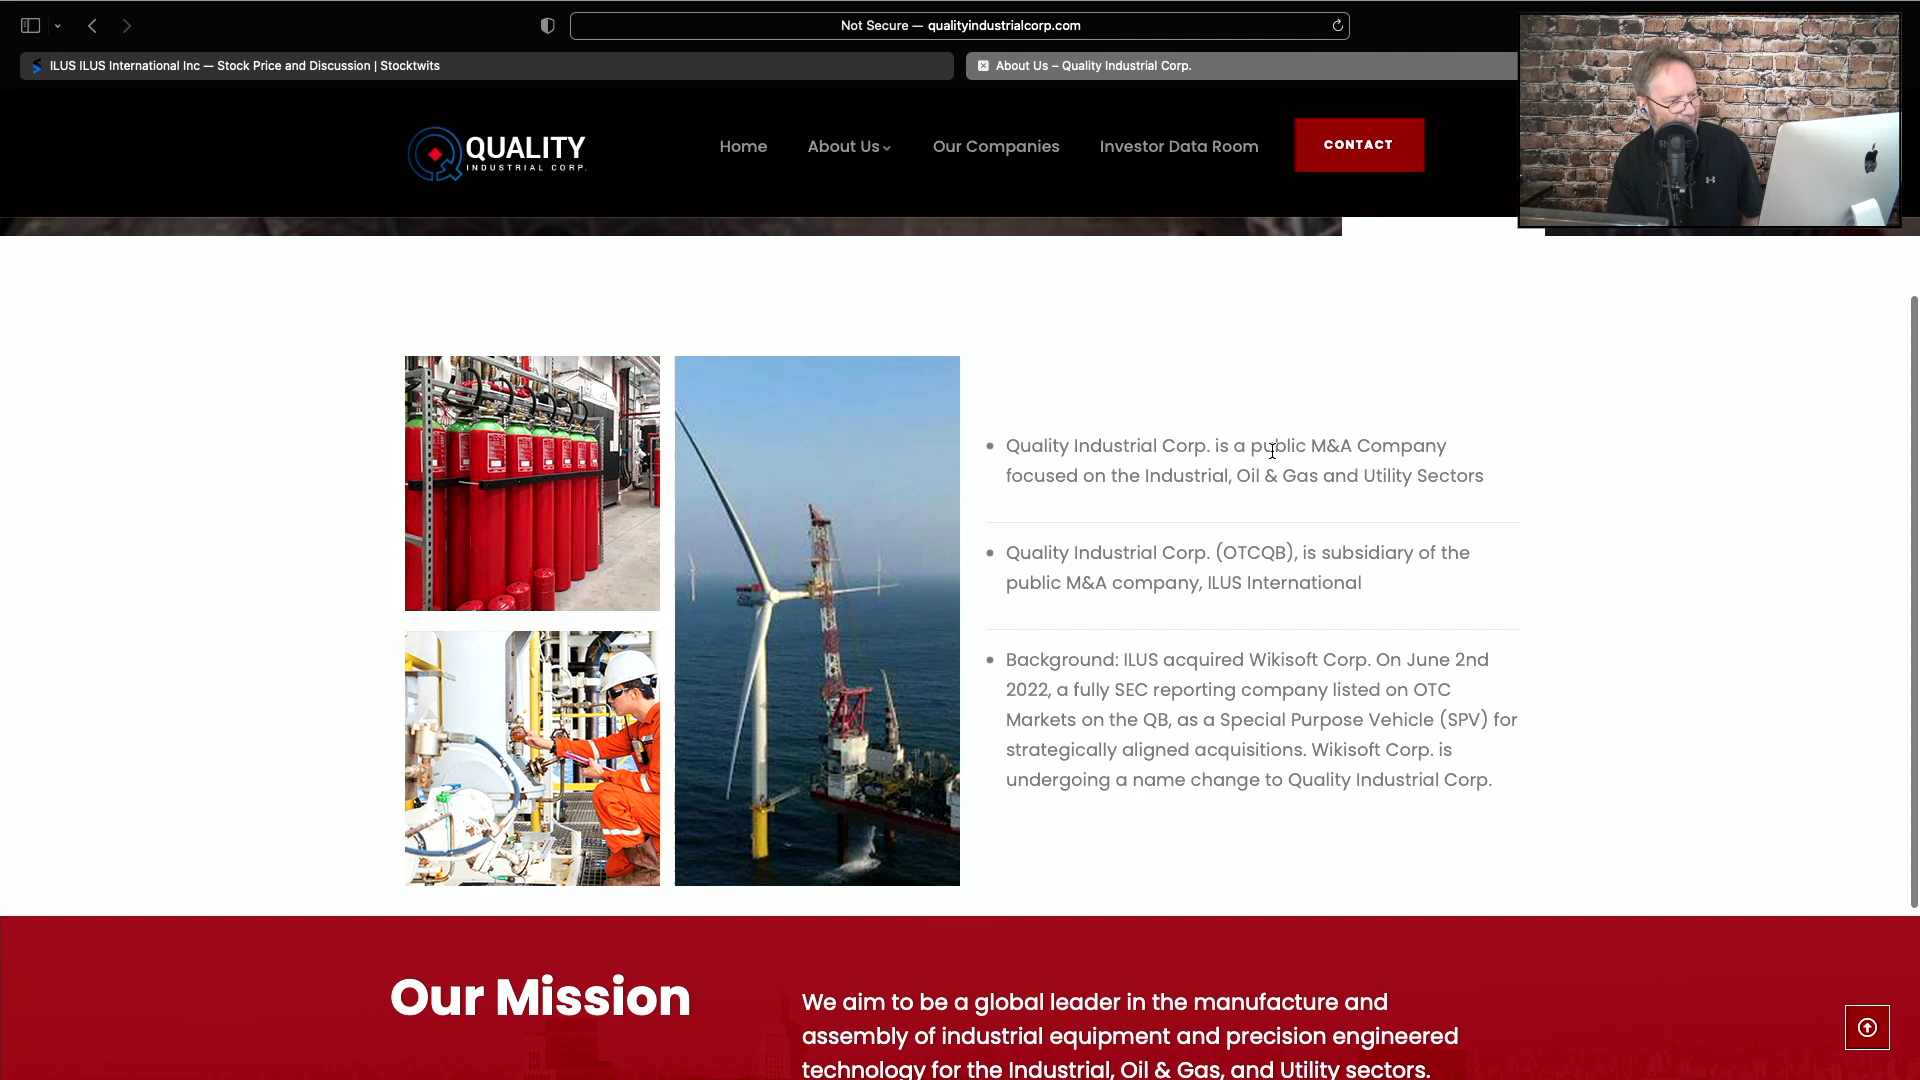 Not Secure — qualityindustrialcorp.com
ILUS ILUS International Inc — Stock Price and Discussion | Stocktwits
About Us – Quality Industrial Corp.
QUALITY
INDUSTRIAL CORP.
Home
About Us
Our Companies
Investor Data Room
CONTACT
Quality Industrial Corp. is a public M&A Company
focused on the Industrial, Oil & Gas and Utility Sectors
Quality Industrial Corp. (OTCQB), is subsidiary of the
public M&A company, ILUS International
Background: ILUS acquired Wikisoft Corp. On June 2nd
2022, a fully SEC reporting company listed on OTC
Markets on the QB, as a Special Purpose Vehicle (SPV) for
strategically aligned acquisitions. Wikisoft Corp. is
undergoing a name change to Quality Industrial Corp.
Our Mission
We aim to be a global leader in the manufacture and
assembly of industrial equipment and precision engineered
technology for the Industrial, Oil & Gas, and Utility sectors.